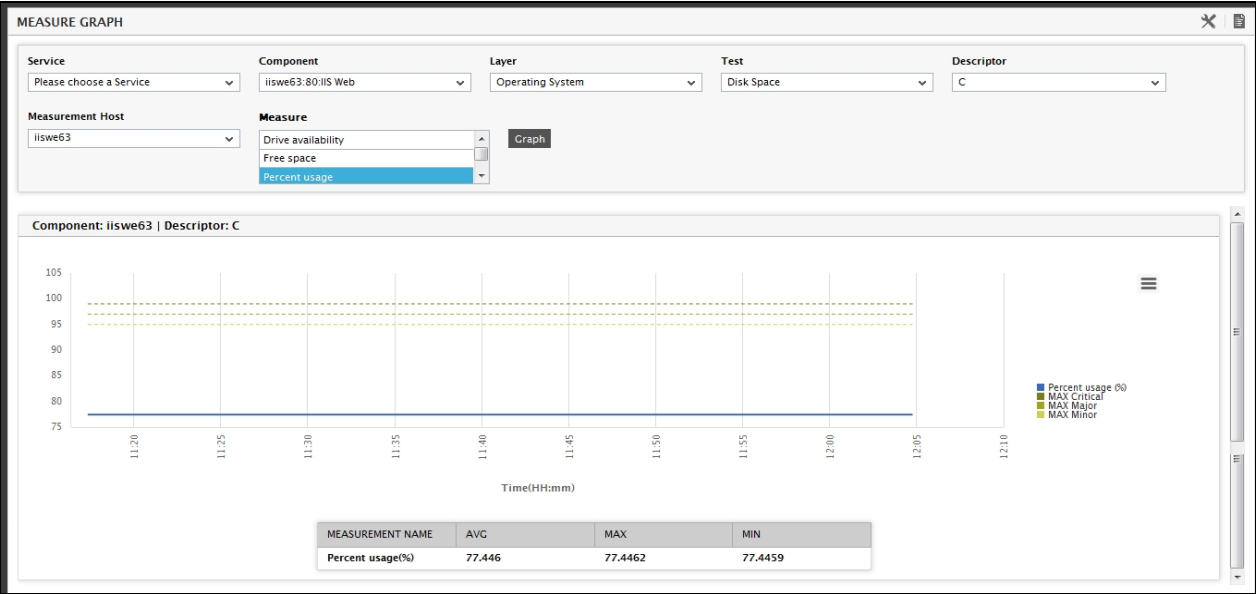 MEASURE GRAPH
Service Component Layer Test Descriptor
Please choose a Service iiswe63:80:IIS Web Operating System Disk Space C
Measurement Host Measure
iiswe63 Drive availability Graph
Free space
Percent usage
Component: iiswe63 | Descriptor: C
105
100
95
90
85
80
75
Percent usage (%)
MAX Critical
MAX Major
MAX Minor
11:20 11:25 11:30 11:35 11:40 11:45 11:50 11:55 12:00 12:05 12:10
Time(HH:mm)
MEASUREMENT NAME AVG MAX MIN
Percent usage(%) 77.446 77.4462 77.4459